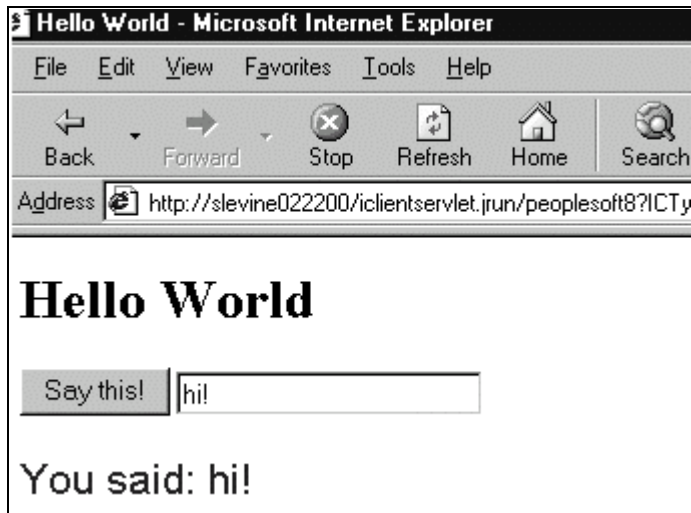 Hello World - Microsoft Internet Explorer
File Edit View Favorites Tools Help
Back Forward Stop Refresh Home Search
Address http://slevine022200/iclientservlet.jrun/peoplesoft8?ICTy
Hello World
Say this! hi!
You said: hi!